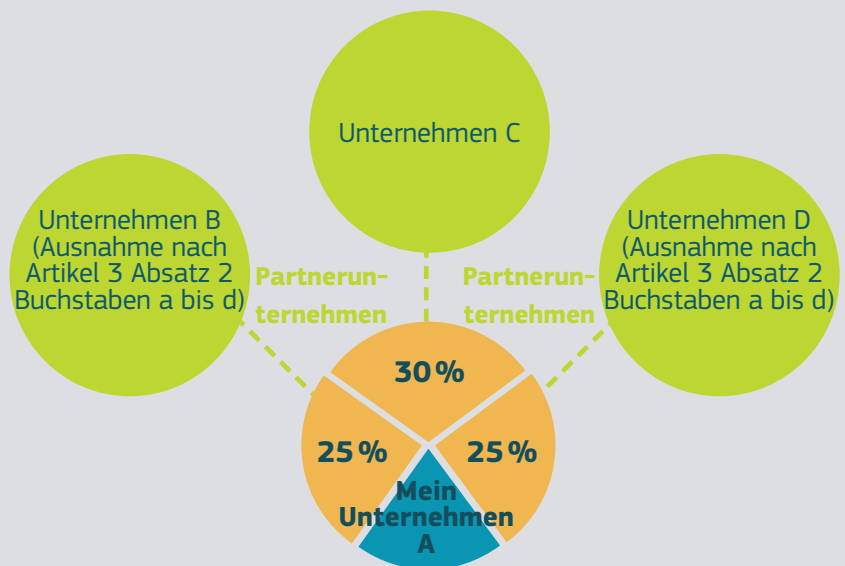 Unternehmen C
Unternehmen B
(Ausnahme nach
Artikel 3 Absatz 2
Buchstaben a bis d)
Unternehmen D
(Ausnahme nach
Artikel 3 Absatz 2
Buchstaben a bis d)
Partnerun-
ternehmen
Partnerun-
ternehmen
30 %
25 %
25 %
Mein
Unternehmen
A